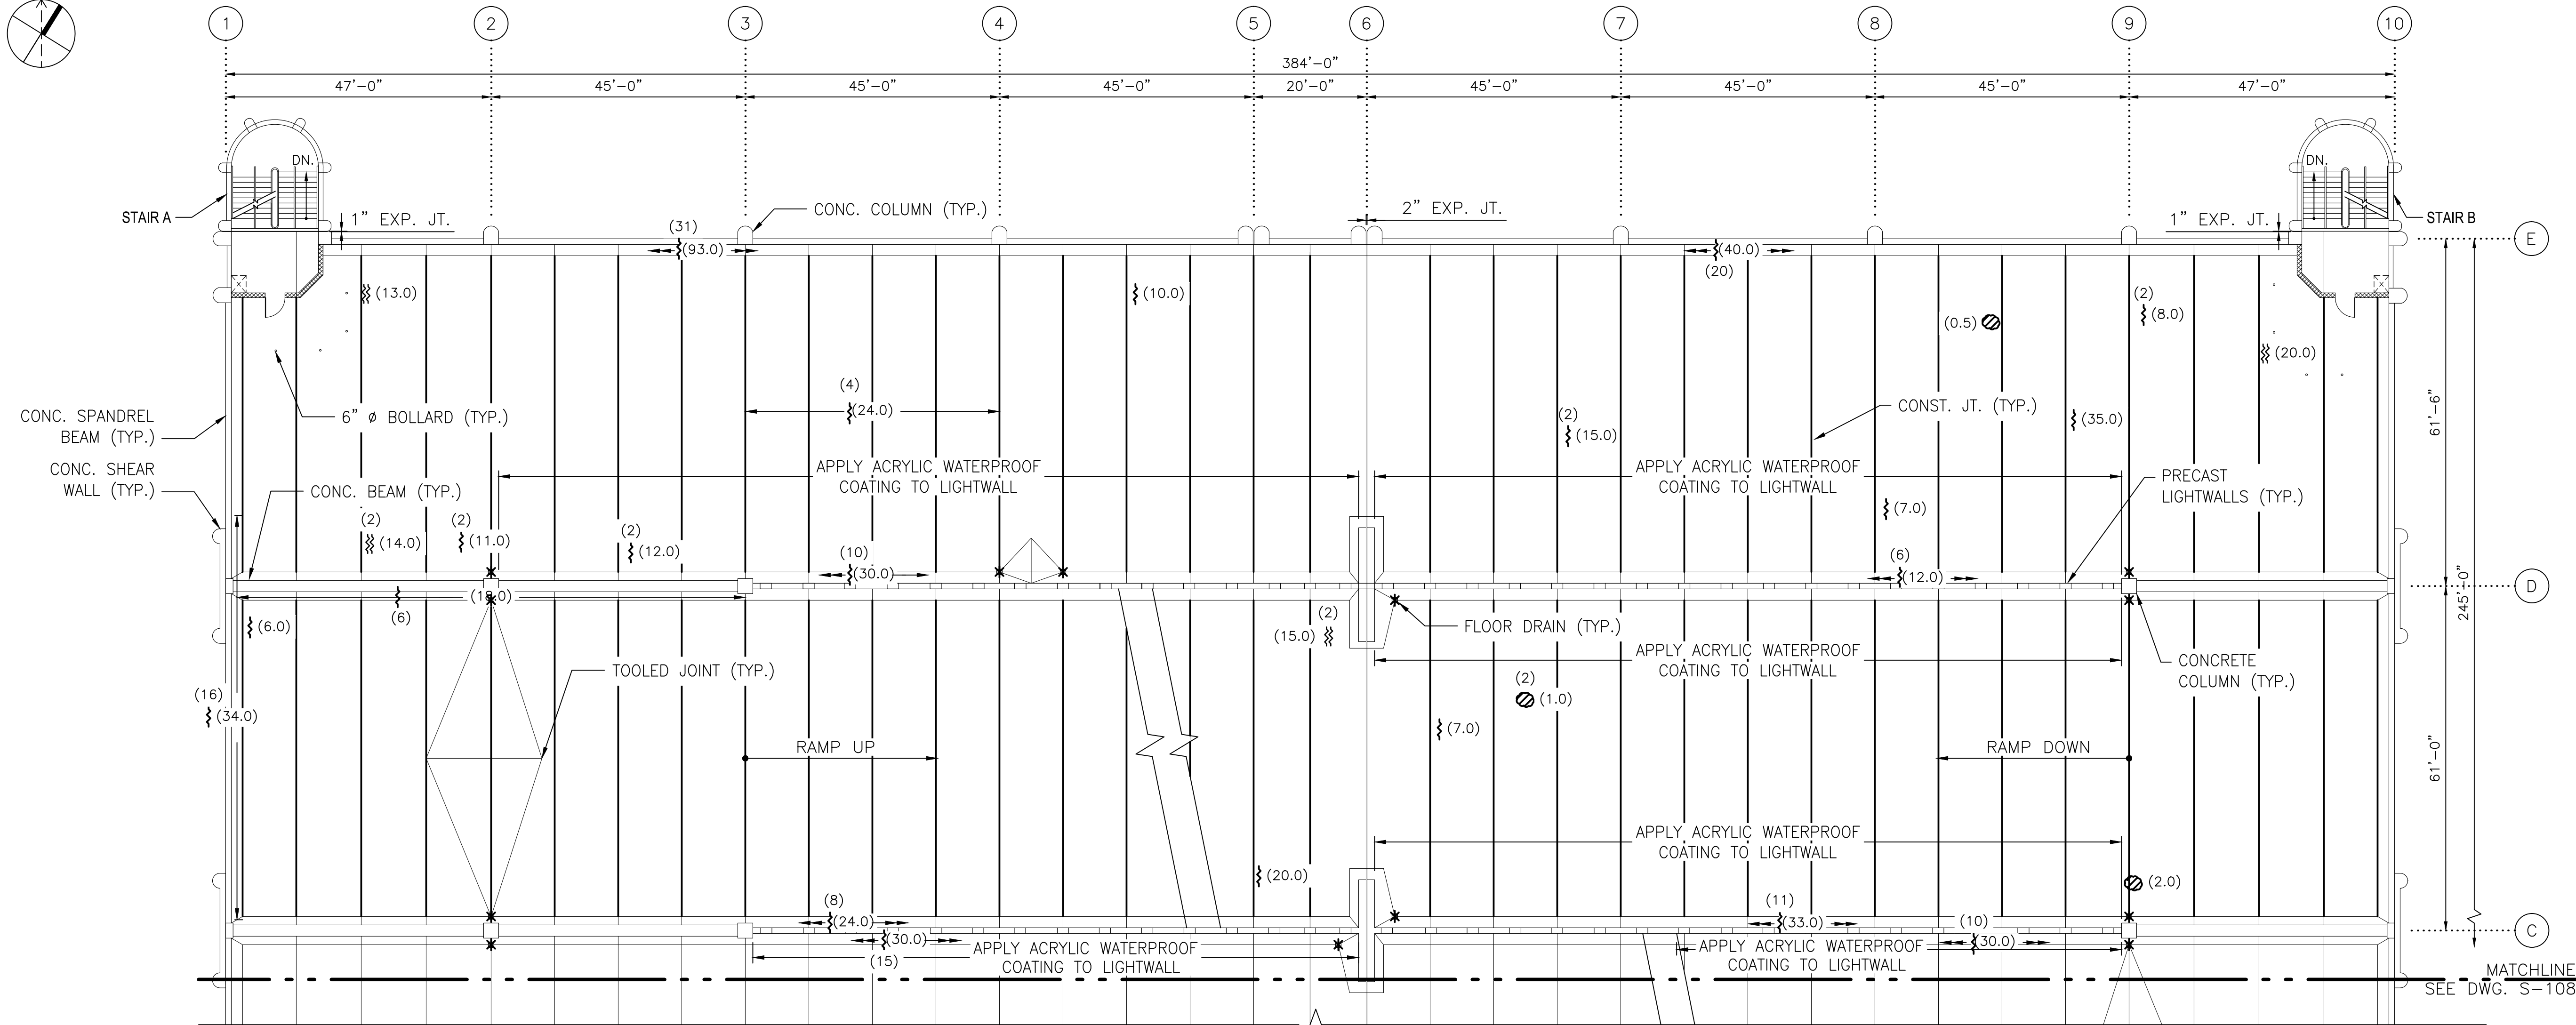 1 2 3 4 5 6 7 8 9 10
384'-0"
47'-0" 45'-0" 45'-0" 45'-0" 20'-0" 45'-0" 45'-0" 45'-0" 47'-0"
DN.
DN.
STAIR A
1" EXP. JT.
CONC. COLUMN (TYP.)
2" EXP. JT.
1" EXP. JT.
STAIR B
(31)
(93.0)
(40.0)
(20)
E
(13.0)
(10.0)
(0.5)
(2)
(8.0)
(20.0)
(4)
(24.0)
(2)
(15.0)
CONST. JT. (TYP.)
(35.0)
61'-6"
CONC. SPANDREL
BEAM (TYP.)
6" ø BOLLARD (TYP.)
CONC. SHEAR
WALL (TYP.)
CONC. BEAM (TYP.)
APPLY ACRYLIC WATERPROOF
COATING TO LIGHTWALL
APPLY ACRYLIC WATERPROOF
COATING TO LIGHTWALL
PRECAST
LIGHTWALLS (TYP.)
(7.0)
(2)
(14.0)
(2)
(11.0)
(2)
(12.0)
(10)
(30.0)
(6)
(12.0)
D
245'-0"
(18.0)
(6)
(6.0)
(2)
(15.0)
FLOOR DRAIN (TYP.)
TOOLED JOINT (TYP.)
APPLY ACRYLIC WATERPROOF
COATING TO LIGHTWALL
CONCRETE
COLUMN (TYP.)
(16)
(34.0)
(2)
(1.0)
(7.0)
RAMP UP
RAMP DOWN
61'-0"
APPLY ACRYLIC WATERPROOF
COATING TO LIGHTWALL
(20.0)
(2.0)
(8)
(24.0)
(30.0)
(15)
APPLY ACRYLIC WATERPROOF
COATING TO LIGHTWALL
(11)
(33.0)
(10)
(30.0)
APPLY ACRYLIC WATERPROOF
COATING TO LIGHTWALL
C
MATCHLINE
SEE DWG. S-108